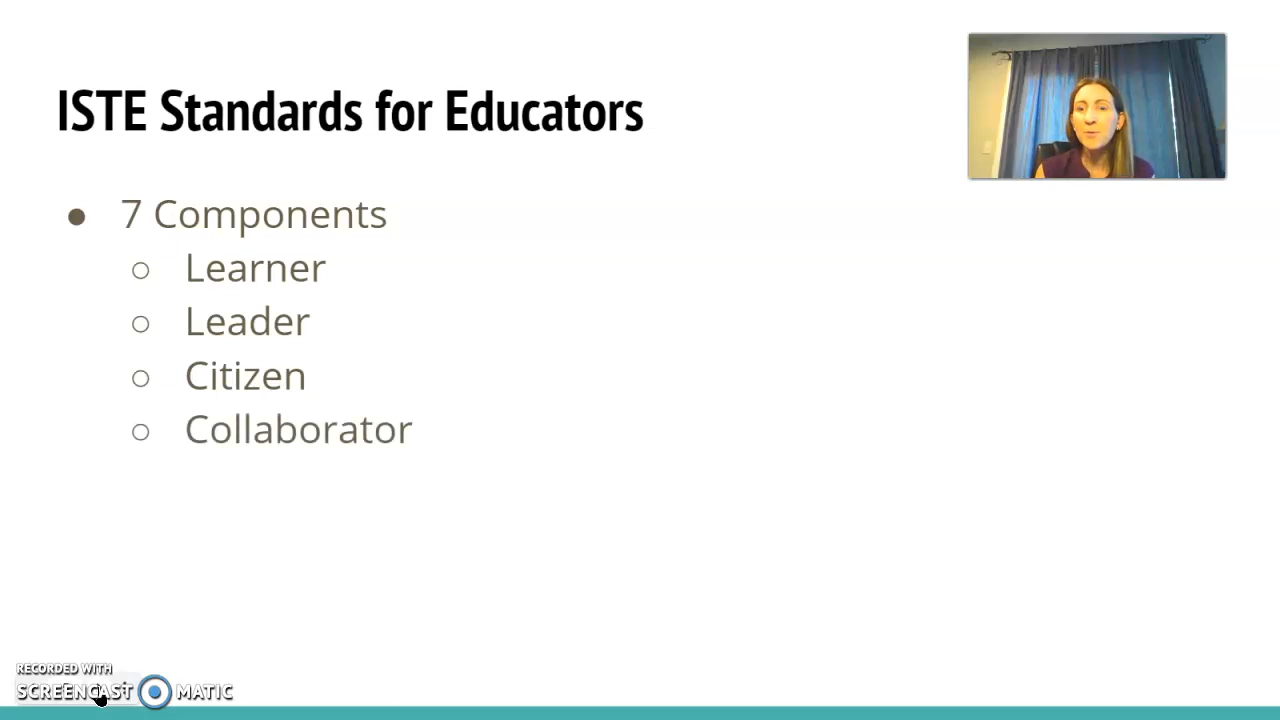 ISTE Standards for Educators
● 7 Components
○ Learner
○ Leader
○ Citizen
○ Collaborator
RECORDED WITH
SCREENCAST MATIC